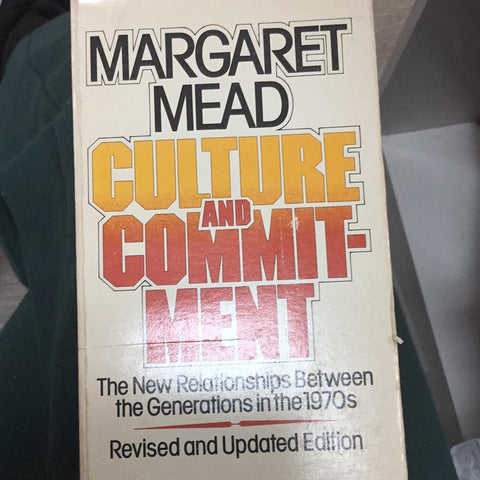 MARGARET
MEAD
CULTURE
AND
COMMIT-
MENT
The New Relationships Between
the Generations in the 1970s
Revised and Updated Edition